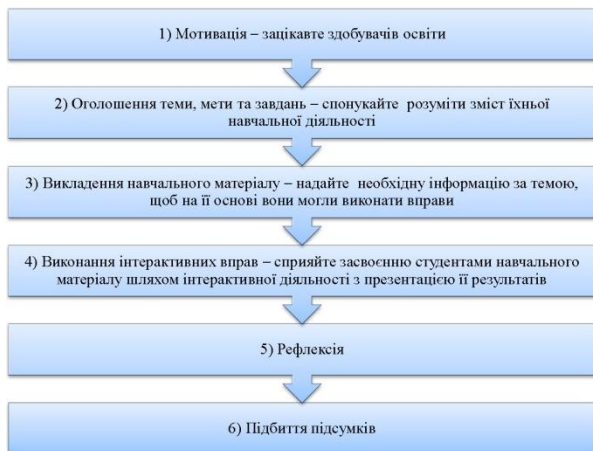 1) Мотивація – зацікавте здобувачів освіти
2) Оголошення теми, мети та завдань – спонукайте розуміти зміст їхньої
навчальної діяльності
3) Викладення навчального матеріалу – надайте необхідну інформацію за темою,
щоб на її основі вони могли виконати вправи
4) Виконання інтерактивних вправ – сприяйте засвоєнню студентами навчального
матеріалу шляхом інтерактивної діяльності з презентацією її результатів
5) Рефлексія
6) Підбиття підсумків